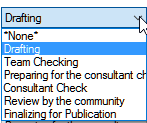 Drafting
*None*
Drafting
Team Checking
Preparing for the consultant ch
Consultant Check
Review by the community
Finalizing for Publication